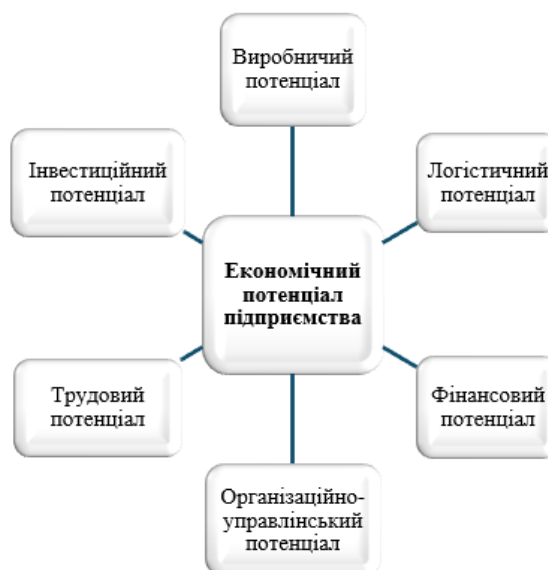 Виробничий
потенціал
Інвестиційний
потенціал
Логістичний
потенціал
Економічний
потенціал
підприємства
Трудовий
потенціал
Фінансовий
потенціал
Організаційно-
управлінський
потенціал